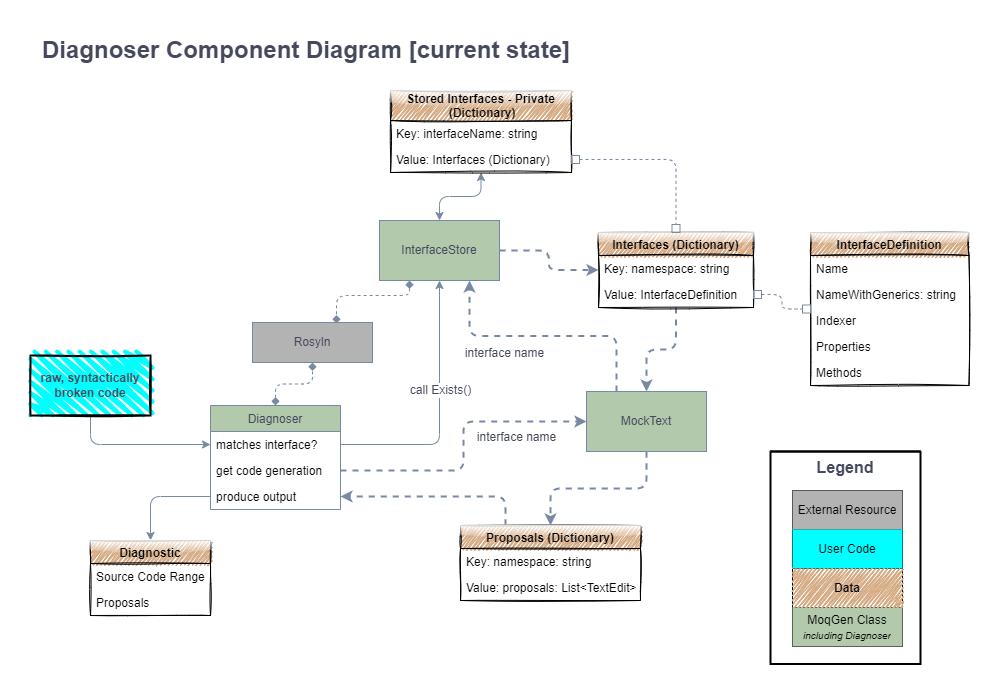 Diagnoser Component Diagram [current state]
Stored Interfaces - Private
(Dictionary)
Key: interfaceName: string
Value: Interfaces (Dictionary)
InterfaceStore
Interfaces (Dictionary)
Key: namespace: string
Value: InterfaceDefinition
InterfaceDefinition
Name
NameWithGenerics: string
Indexer
Properties
Methods
Rosyln
interface name
raw, syntactically
broken code
call Exists()
Diagnoser
matches interface?
get code generation
produce output
interface name
MockText
Diagnostic
Source Code Range
Proposals
Proposals (Dictionary)
Key: namespace: string
Value: proposals: List<TextEdit>
Legend
External Resource
User Code
Data
MoqGen Class
including Diagnoser